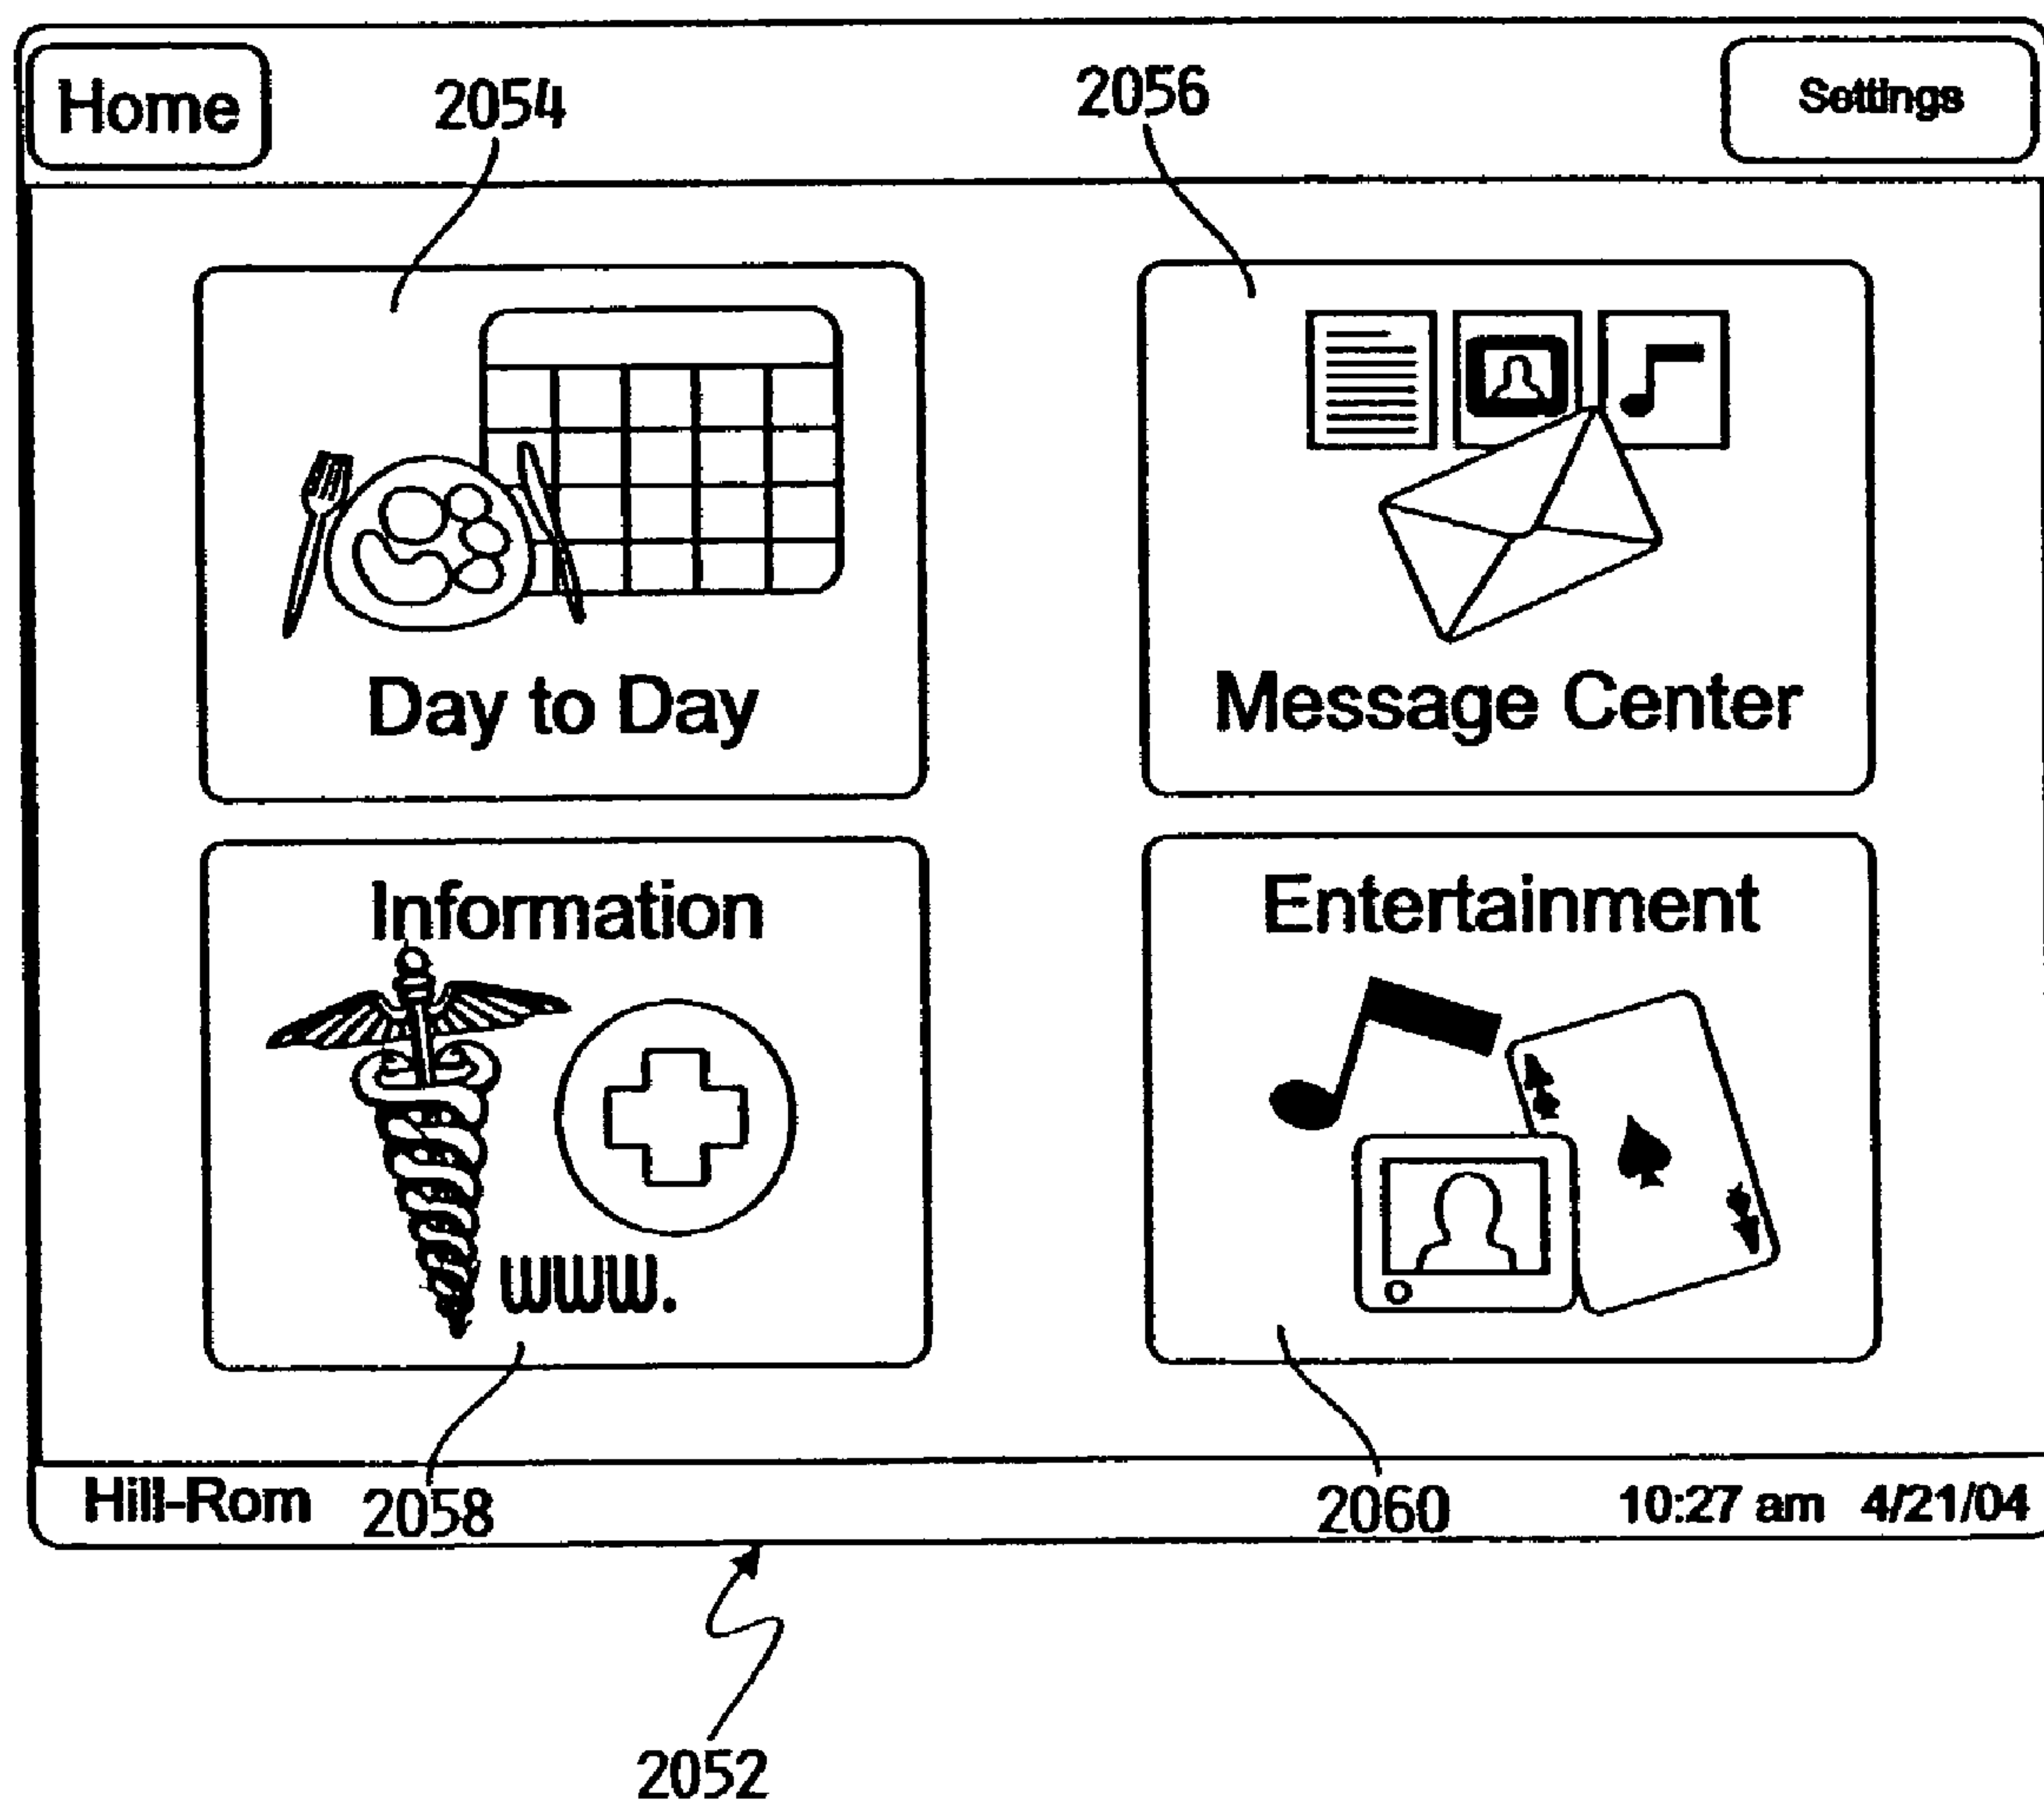 Home
2054
2056
Settings
Day to Day
Message Center
Information
www.
Entertainment
Hill-Rom
2058
2060
10:27 am 4/21/04
2052